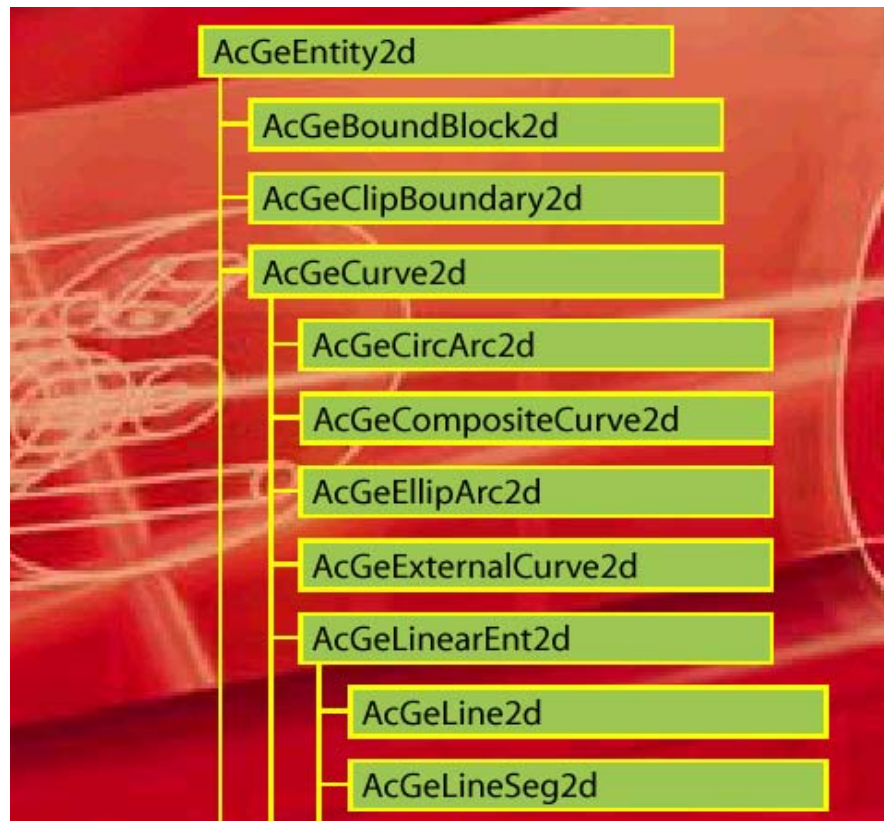 AcGeEntity2d
AcGeBoundBlock2d
AcGeClipBoundary2d
AcGeCurve2d
AcGeCircArc2d
AcGeCompositeCurve2d
AcGeEllipArc2d
AcGeExternalCurve2d
AcGeLinearEnt2d
AcGeLine2d
AcGeLineSeg2d